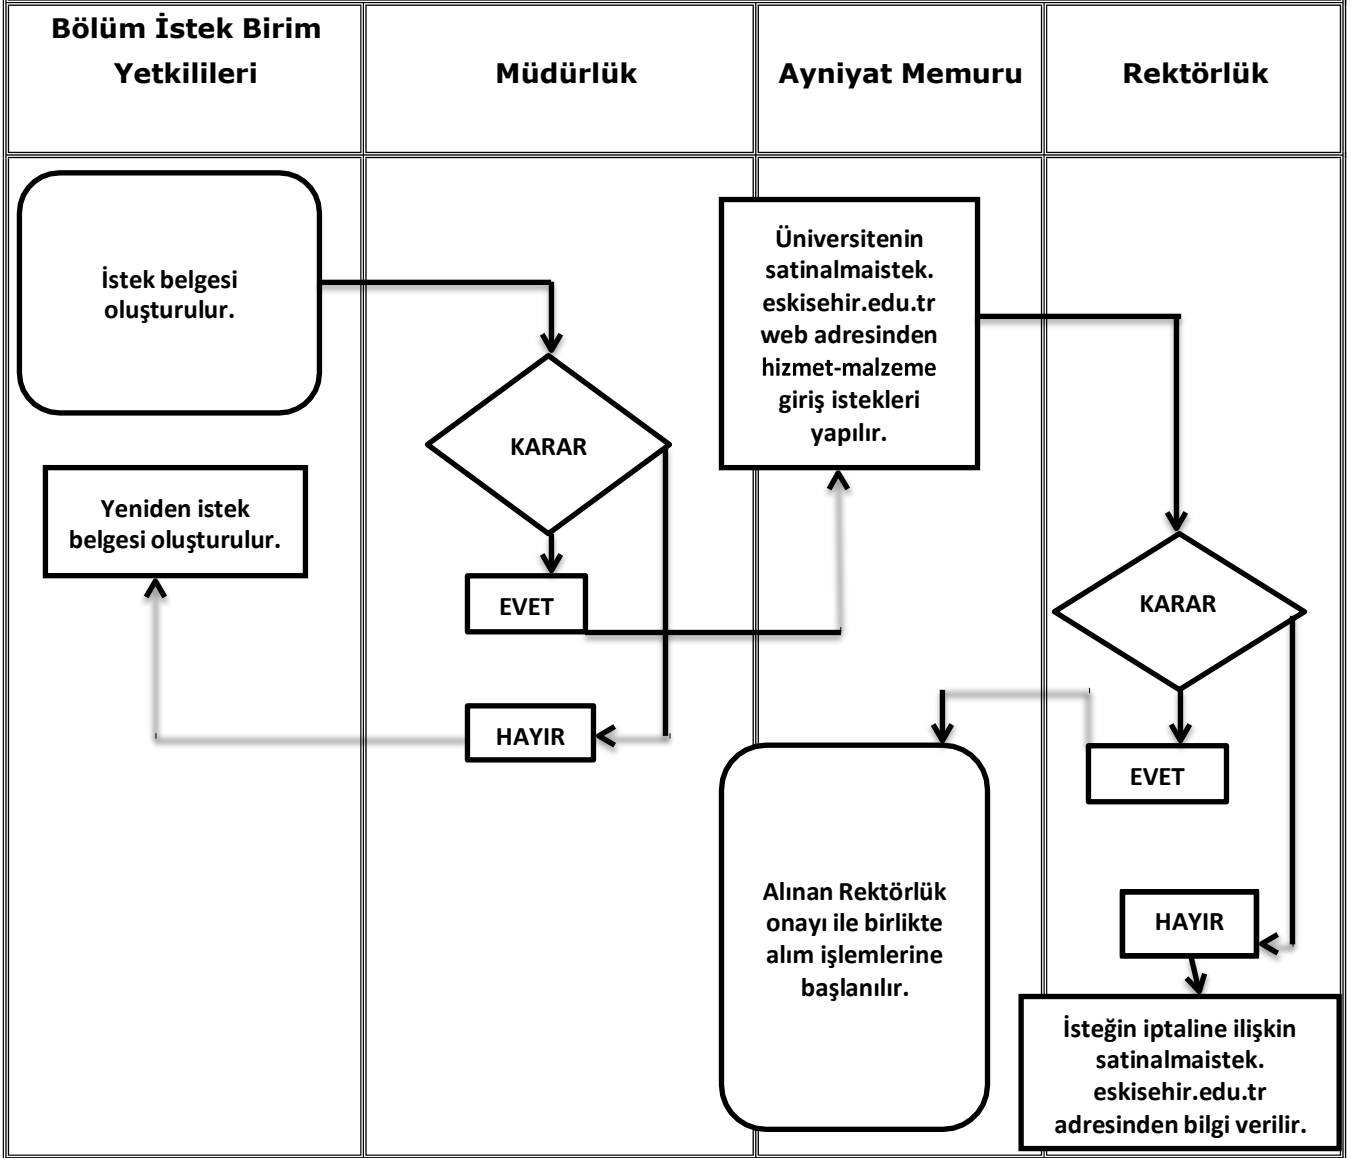 Bölüm İstek Birim
Yetkilileri
Müdürlük
Ayniyat Memuru
Rektörlük
İstek belgesi
oluşturulur.
Üniversitenin
satinalmaistek.
eskisehir.edu.tr
web adresinden
hizmet-malzeme
giriş istekleri
yapılır.
KARAR
Yeniden istek
belgesi oluşturulur.
EVET
KARAR
HAYIR
EVET
Alınan Rektörlük
onayı ile birlikte
alım işlemlerine
başlanılır.
HAYIR
İsteğin iptaline ilişkin
satinalmaistek.
eskisehir.edu.tr
adresinden bilgi verilir.